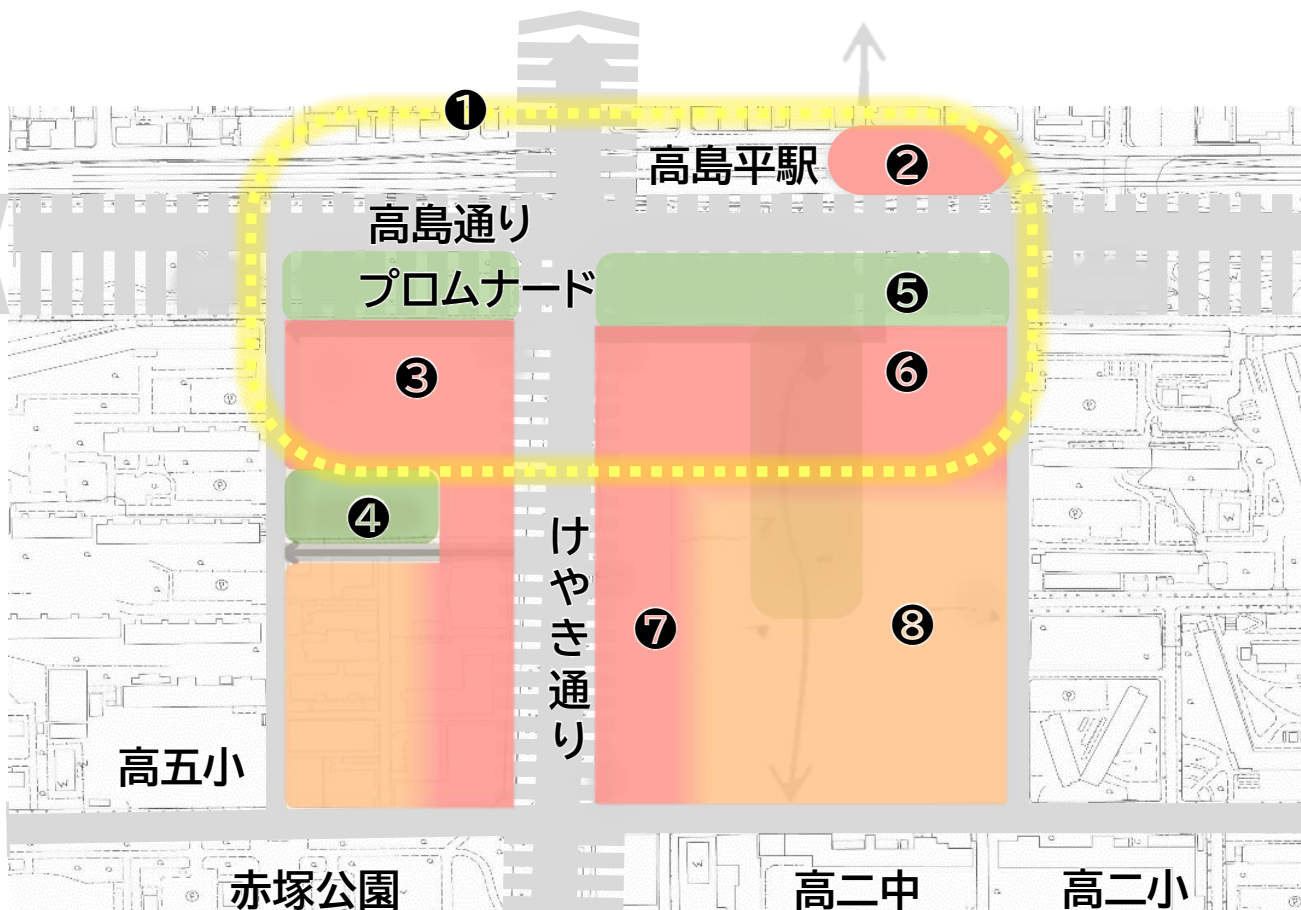 ❶
高島平駅
❷
高島通り
プロムナード
❺
❸
❻
❹
けやき通り
❼
❽
高五小
赤塚公園
高二中
高二小